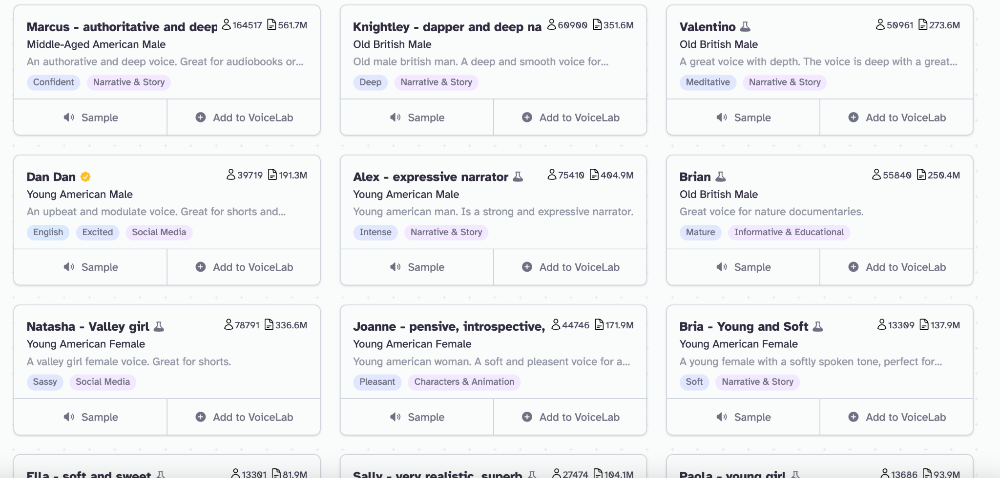 Marcus - authoritative and deep 164517 561.7M
Middle-Aged American Male
An authorative and deep voice. Great for audiobooks or...
Confident Narrative & Story
Sample Add to VoiceLab
Knightley - dapper and deep na 60900 351.6M
Old British Male
Old male british man. A deep and smooth voice for...
Deep Narrative & Story
Sample Add to VoiceLab
Valentino 50961 273.6M
Old British Male
A great voice with depth. The voice is deep with a great...
Meditative Narrative & Story
Sample Add to VoiceLab
Dan Dan 39719 191.3M
Young American Male
An upbeat and modulate voice. Great for shorts and...
English Excited Social Media
Sample Add to VoiceLab
Alex - expressive narrator 75410 404.9M
Young American Male
Young american man. Is a strong and expressive narrator.
Intense Narrative & Story
Sample Add to VoiceLab
Brian 55840 250.4M
Old British Male
Great voice for nature documentaries.
Mature Informative & Educational
Sample Add to VoiceLab
Natasha - Valley girl 78791 336.6M
Young American Female
A valley girl female voice. Great for shorts.
Sassy Social Media
Sample Add to VoiceLab
Joanne - pensive, introspective, 44746 171.9M
Young American Female
Young american woman. A soft and pleasent voice for a...
Pleasant Characters & Animation
Sample Add to VoiceLab
Bria - Young and Soft 13309 137.9M
Young American Female
A young female with a softly spoken tone, perfect for...
Soft Narrative & Story
Sample Add to VoiceLab
Ella - soft and sweet 13301 81.9M
Sally - very realistic, superb 27474 104.1M
Paola - young girl 13686 93.9M